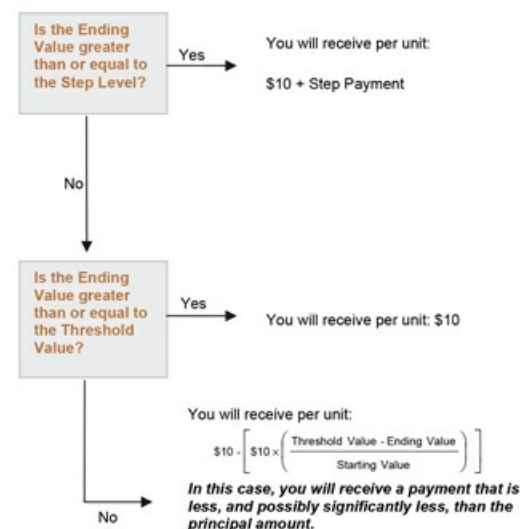 Is the Ending
Value greater
than or equal to
the Step Level?
Yes
You will receive per unit:
$10 + Step Payment
No
Is the Ending
Value greater
than or equal to
the Threshold
Value?
Yes
You will receive per unit: $10
No
You will receive per unit:
$10 - [ $10 × ( Threshold Value - Ending Value
Starting Value ) ]
In this case, you will receive a payment that is
less, and possibly significantly less, than the
principal amount.